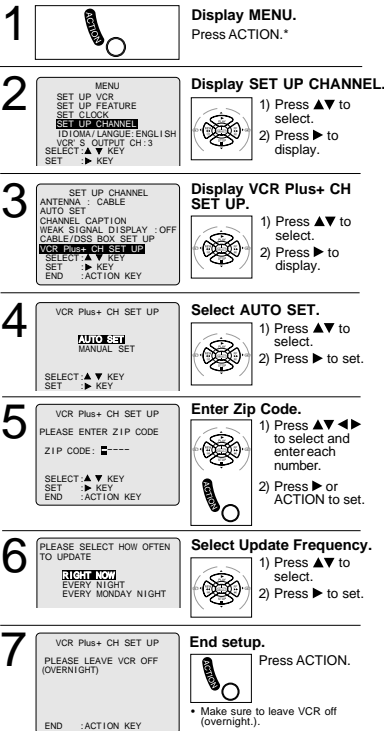 1
ACTION
Display MENU.
Press ACTION.*
2
MENU
SET UP VCR
SET UP FEATURE
SET CLOCK
SET UP CHANNEL
IDIOMA/LANGUE:ENGLISH
VCR'S OUTPUT CH:3
SELECT:▲ ▼ KEY
SET :▶ KEY
Display SET UP CHANNEL.
1) Press ▲▼ to
select.
2) Press ▶ to
display.
3
SET UP CHANNEL
ANTENNA : CABLE
AUTO SET
CHANNEL CAPTION
WEAK SIGNAL DISPLAY :OFF
CABLE/DSS BOX SET UP
VCR Plus+ CH SET UP
SELECT:▲ ▼ KEY
SET :▶ KEY
END :ACTION KEY
Display VCR Plus+ CH
SET UP.
1) Press ▲▼ to
select.
2) Press ▶ to
display.
4
VCR Plus+ CH SET UP
AUTO SET
MANUAL SET
SELECT:▲ ▼ KEY
SET :▶ KEY
Select AUTO SET.
1) Press ▲▼ to
select.
2) Press ▶ to set.
5
VCR Plus+ CH SET UP
PLEASE ENTER ZIP CODE
ZIP CODE: -----
SELECT:▲ ▼ KEY
SET :▶ KEY
END :ACTION KEY
Enter Zip Code.
1) Press ▲▼◀▶
to select and
enter each
number.
2) Press ▶ or
ACTION to set.
ACTION
6
PLEASE SELECT HOW OFTEN
TO UPDATE
RIGHT NOW
EVERY NIGHT
EVERY MONDAY NIGHT
Select Update Frequency.
1) Press ▲▼ to
select.
2) Press ▶ to set.
7
VCR Plus+ CH SET UP
PLEASE LEAVE VCR OFF
(OVERNIGHT)
END :ACTION KEY
End setup.
ACTION
Press ACTION.
• Make sure to leave VCR off
(overnight.).